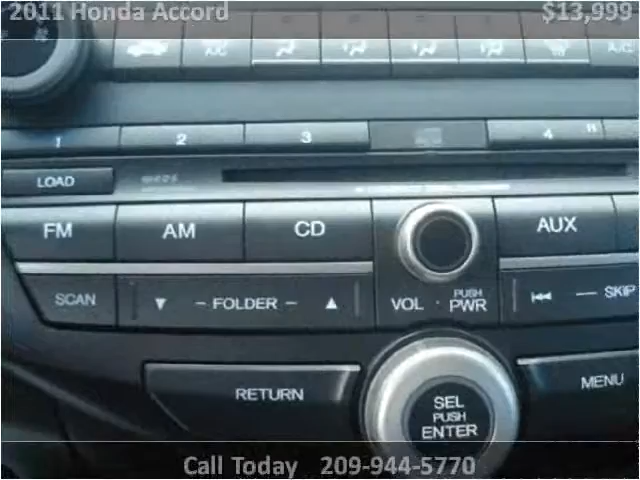 2011 Honda Accord $13,999
A/C A/C
1 2 3 4
LOAD
FM AM CD AUX
SCAN FOLDER VOL PUSH PWR SKIP
RETURN SEL PUSH ENTER MENU
Call Today 209-944-5770